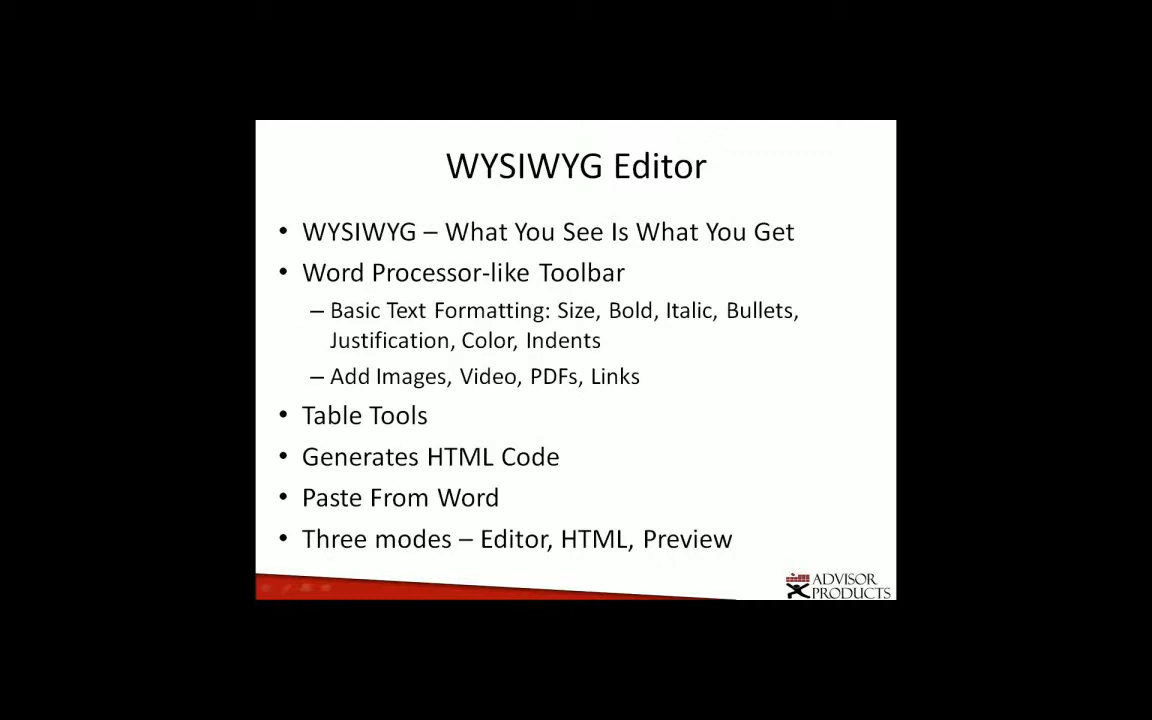 WYSIWYG Editor
• WYSIWYG – What You See Is What You Get
• Word Processor-like Toolbar
– Basic Text Formatting: Size, Bold, Italic, Bullets,
Justification, Color, Indents
– Add Images, Video, PDFs, Links
• Table Tools
• Generates HTML Code
• Paste From Word
• Three modes – Editor, HTML, Preview
ADVISOR
PRODUCTS